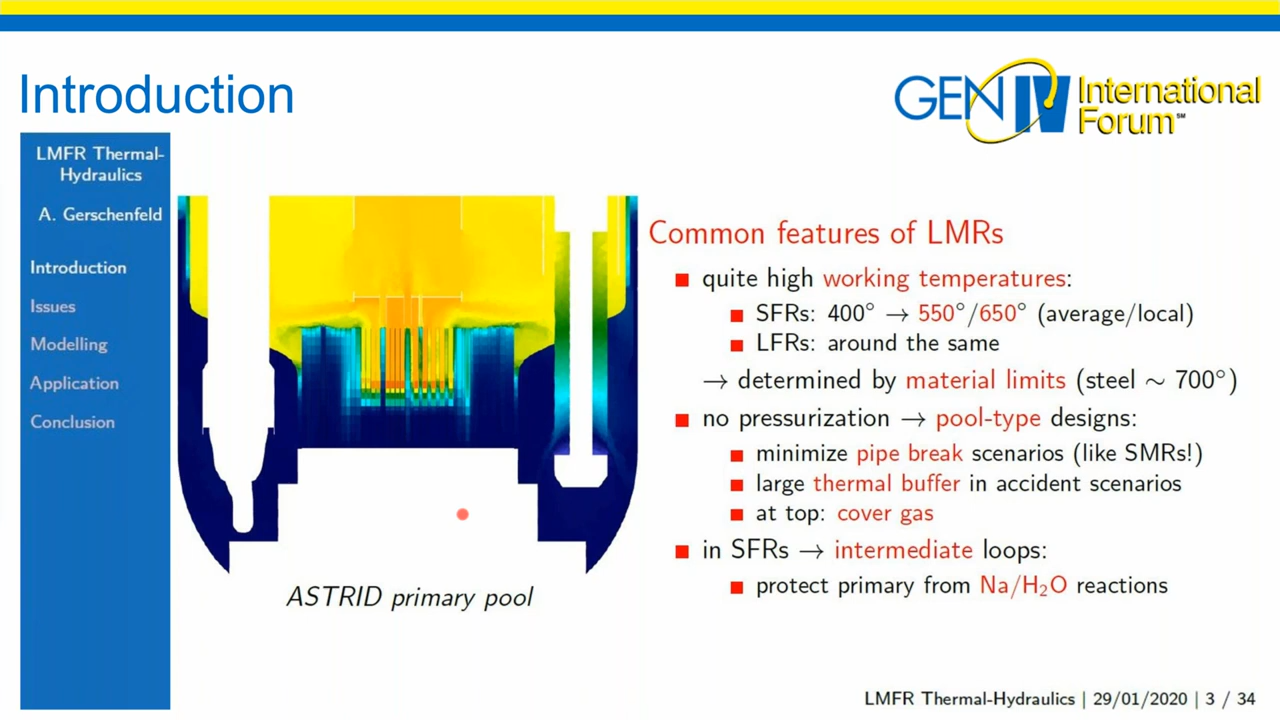 Introduction
GEN IV International
Forum℠
LMFR Thermal-
Hydraulics
A. Gerschenfeld
Introduction
Issues
Modelling
Application
Conclusion
ASTRID primary pool
Common features of LMRs
quite high working temperatures:
SFRs: 400° → 550°/650° (average/local)
LFRs: around the same
→ determined by material limits (steel ∼ 700°)
no pressurization → pool-type designs:
minimize pipe break scenarios (like SMRs!)
large thermal buffer in accident scenarios
at top: cover gas
in SFRs → intermediate loops:
protect primary from Na/H₂O reactions
LMFR Thermal-Hydraulics | 29/01/2020 | 3 / 34